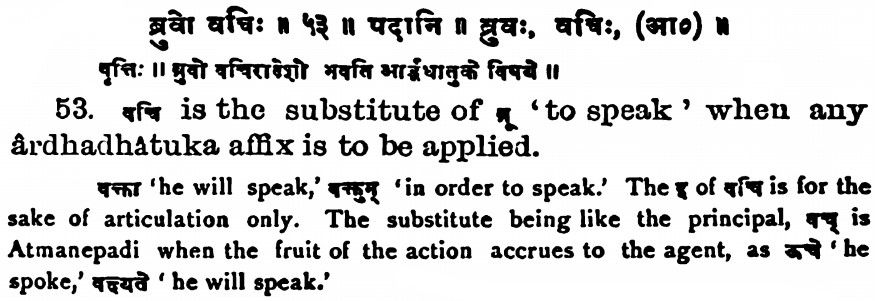 ब्रुवो वचिः ॥ ५३ ॥ पदानि ॥ ब्रुवः, वचिः, (आ०) ॥
वृत्तिः ॥ ब्रुवो वचिरादेशो भवति आर्द्धधातुके विषये ॥
53. वचि is the substitute of ब्रू ‘to speak’ when any
ârdhadhâtuka affix is to be applied.
वक्ता ‘he will speak,’ वक्तुम् ‘in order to speak.’ The इ of वचि is for the
sake of articulation only. The substitute being like the principal, वच् is
Atmanepadi when the fruit of the action accrues to the agent, as ऊचे ‘he
spoke,’ वक्ष्यते ‘he will speak.’